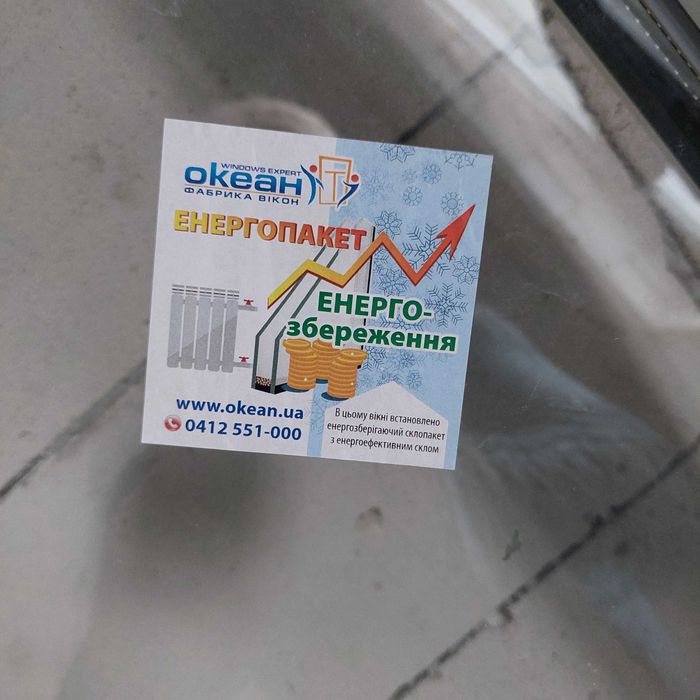 WINDOWS EXPERT
океан
ФАБРИКА ВІКОН
ЕНЕРГОПАКЕТ
ЕНЕРГО-
збереження
www.okean.ua
0412 551-000
В цьому вікні встановлено
енергозберігаючий склопакет
з енергоефективним склом